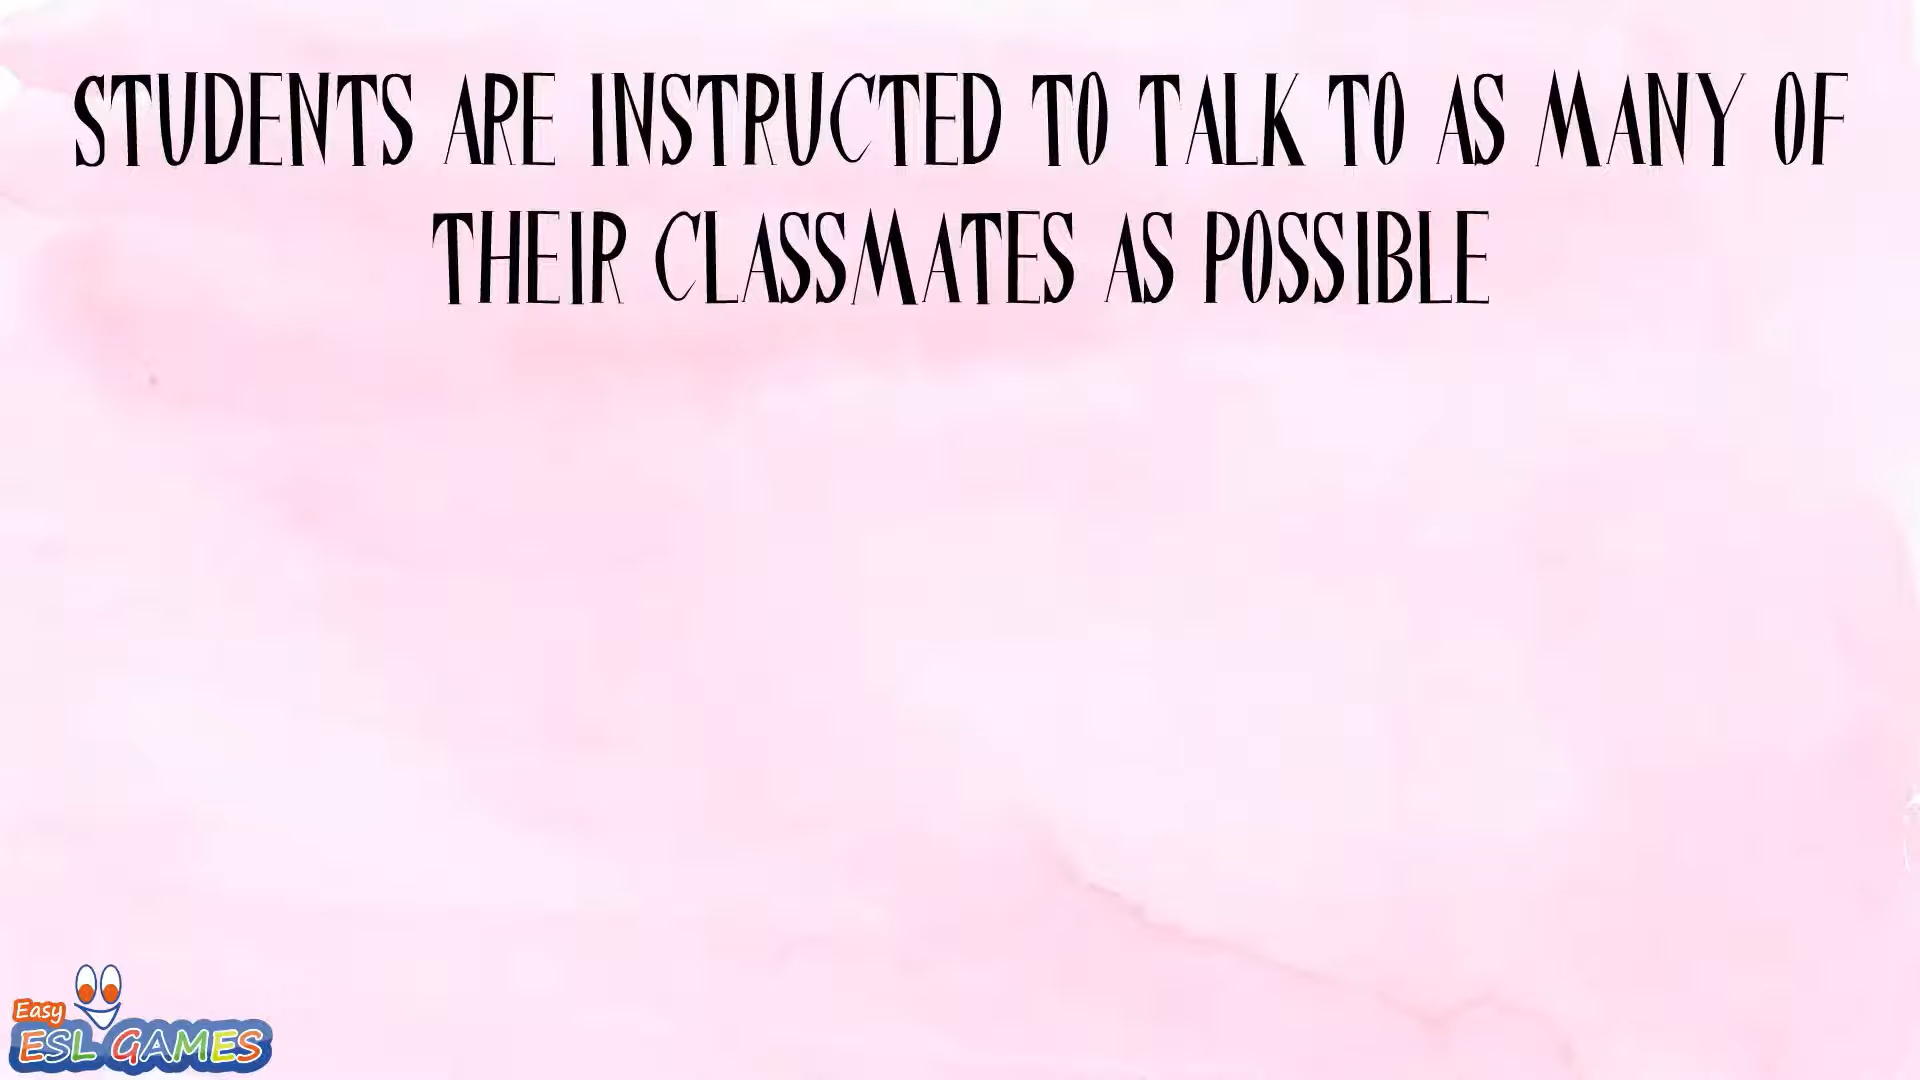 STUDENTS ARE INSTRUCTED TO TALK TO AS MANY OF
THEIR CLASSMATES AS POSSIBLE
Easy
ESL GAMES